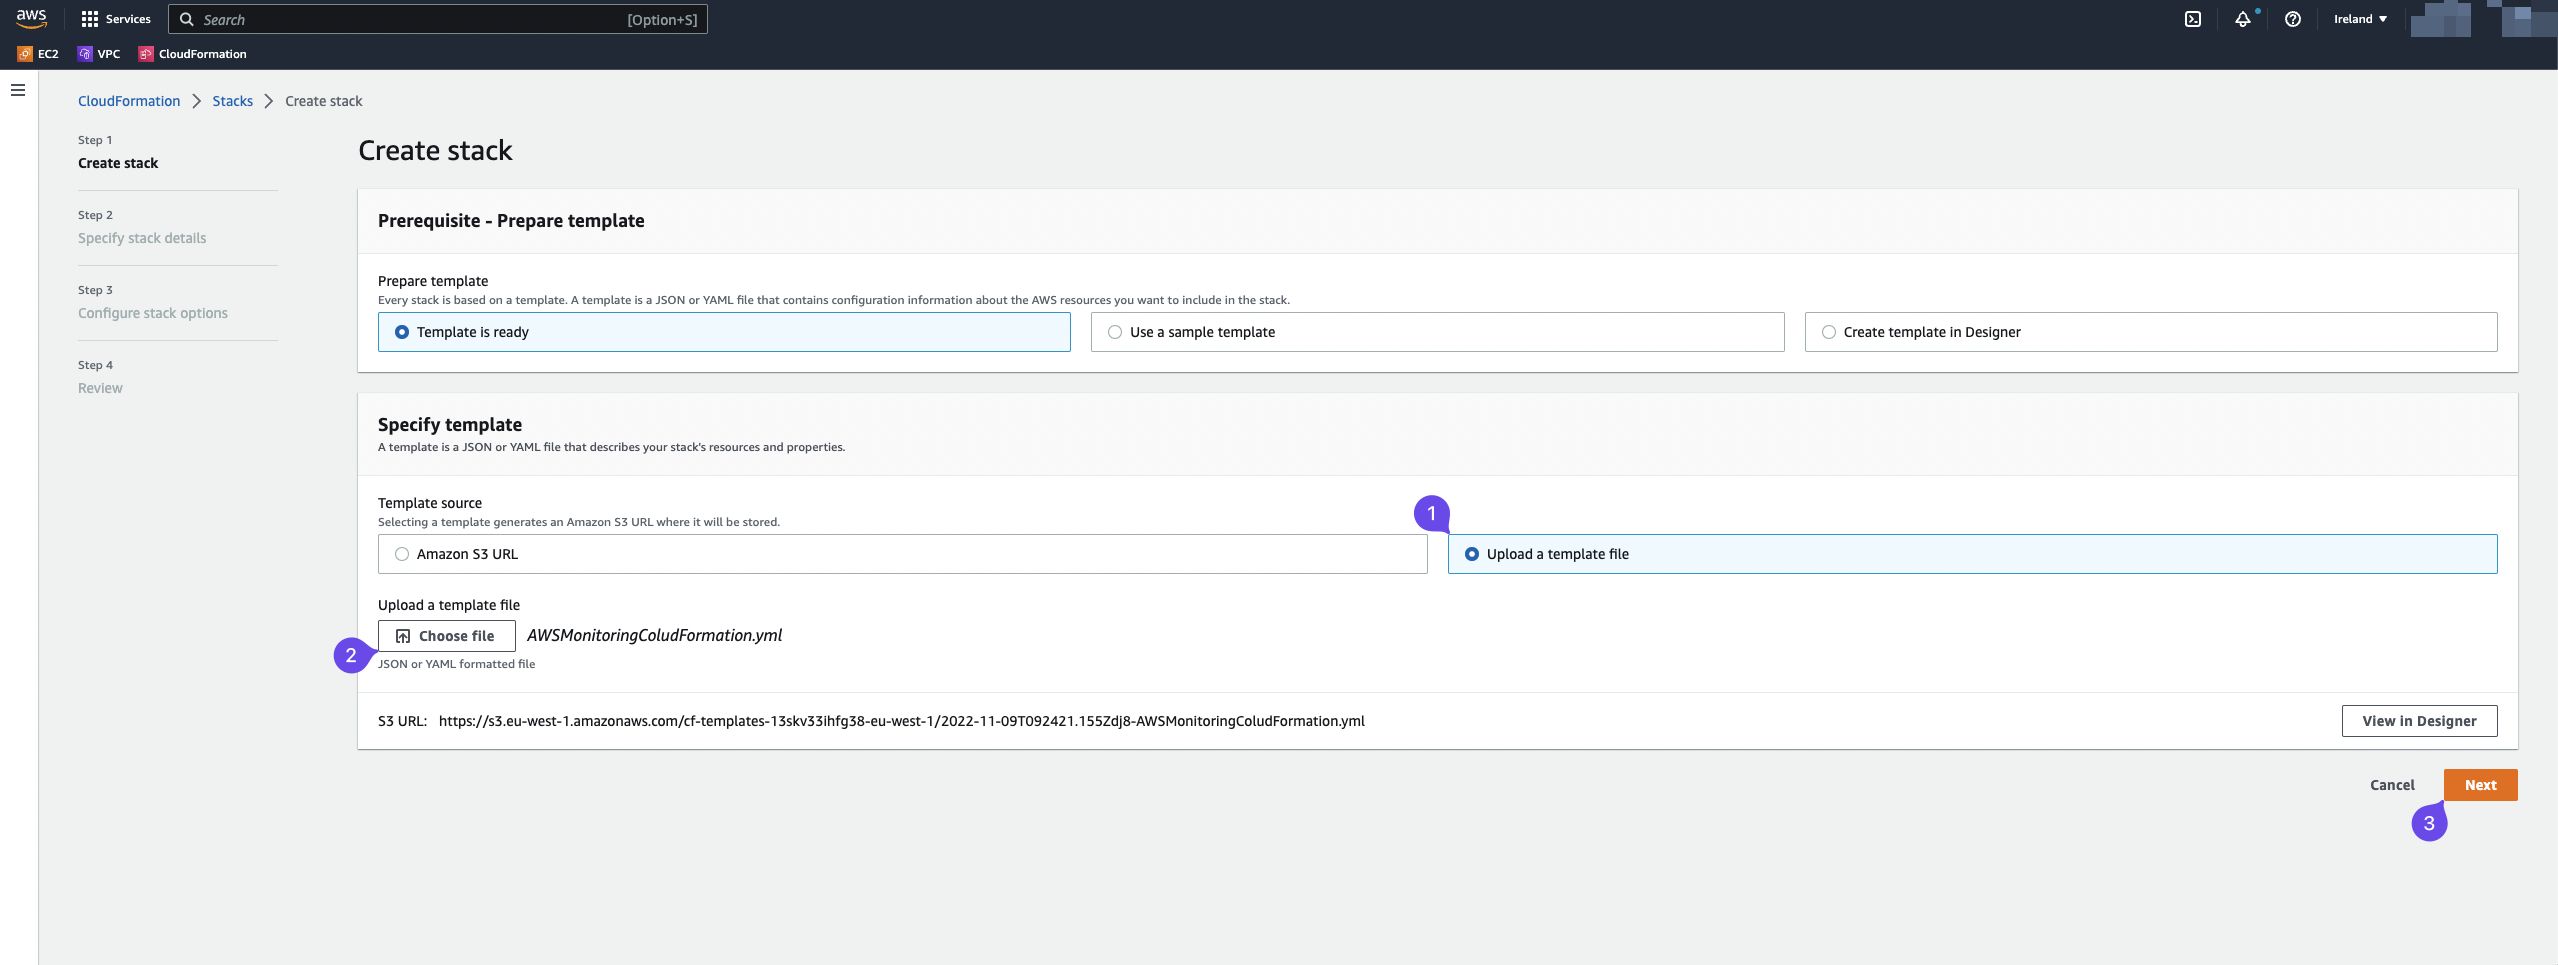 aws
Services
Search
[Option+S]
Ireland
EC2
VPC
CloudFormation
CloudFormation
Stacks
Create stack
Step 1
Create stack
Step 2
Specify stack details
Step 3
Configure stack options
Step 4
Review
Create stack
Prerequisite - Prepare template
Prepare template
Every stack is based on a template. A template is a JSON or YAML file that contains configuration information about the AWS resources you want to include in the stack.
Template is ready
Use a sample template
Create template in Designer
Specify template
A template is a JSON or YAML file that describes your stack's resources and properties.
Template source
Selecting a template generates an Amazon S3 URL where it will be stored.
1
Amazon S3 URL
Upload a template file
Upload a template file
2
Choose file
AWSMonitoringColudFormation.yml
JSON or YAML formatted file
S3 URL: https://s3.eu-west-1.amazonaws.com/cf-templates-13skv33ihfg38-eu-west-1/2022-11-09T092421.155Zdj8-AWSMonitoringColudFormation.yml
View in Designer
Cancel
Next
3